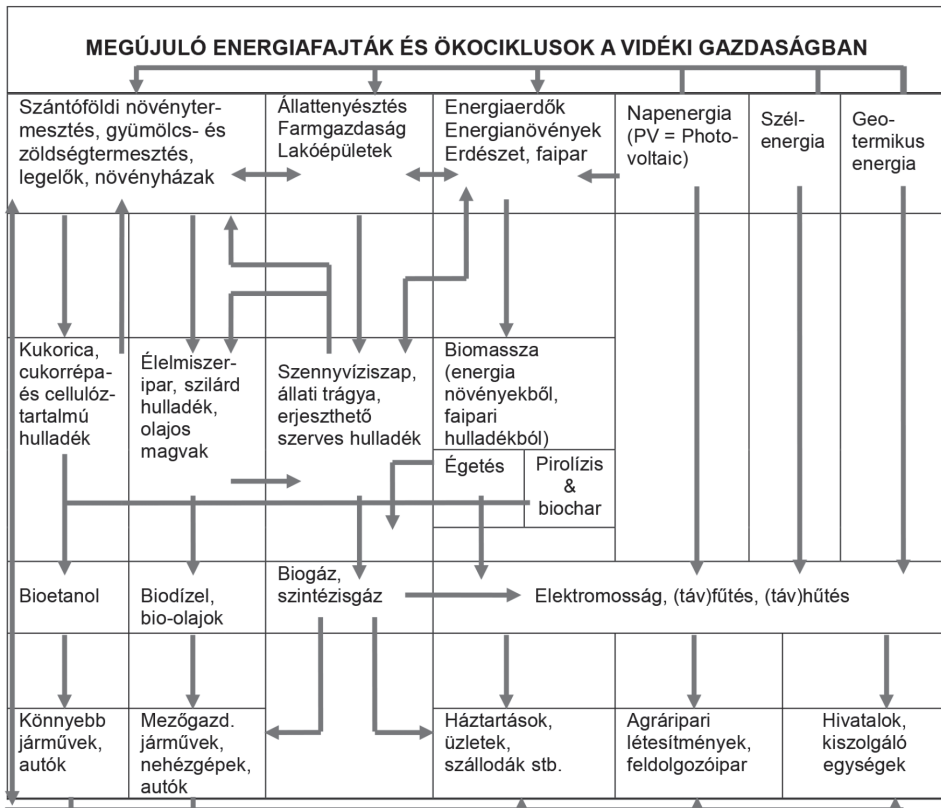 MEGÚJULÓ ENERGIAFAJTÁK ÉS ÖKOCIKLUSOK A VIDÉKI GAZDASÁGBAN
Szántóföldi növényter-
mesztés, gyümölcs- és
zöldségtermesztés,
legelők, növényházak
Állattenyésztés
Farmgazdaság
Lakóépületek
Energiaerdők
Energianövények
Erdészet, faipar
Napenergia
(PV = Photo-
voltaic)
Szél-
energia
Geo-
termikus
energia
Kukorica,
cukorrépa-
és cellulóz-
tartalmú
hulladék
Élelmiszer-
ipar, szilárd
hulladék,
olajos
magvak
Szennyvíziszap,
állati trágya,
erjeszthető
szerves hulladék
Biomassza
(energia
növényekből,
faipari
hulladékból)
Égetés
Pirolízis
&
biochar
Bioetanol
Biodízel,
bio-olajok
Biogáz,
szintézisgáz
Elektromosság, (táv)fűtés, (táv)hűtés
Könnyebb
járművek,
autók
Mezőgazd.
járművek,
nehézgépek,
autók
Háztartások,
üzletek,
szállodák stb.
Agráripari
létesítmények,
feldolgozóipar
Hivatalok,
kiszolgáló
egységek